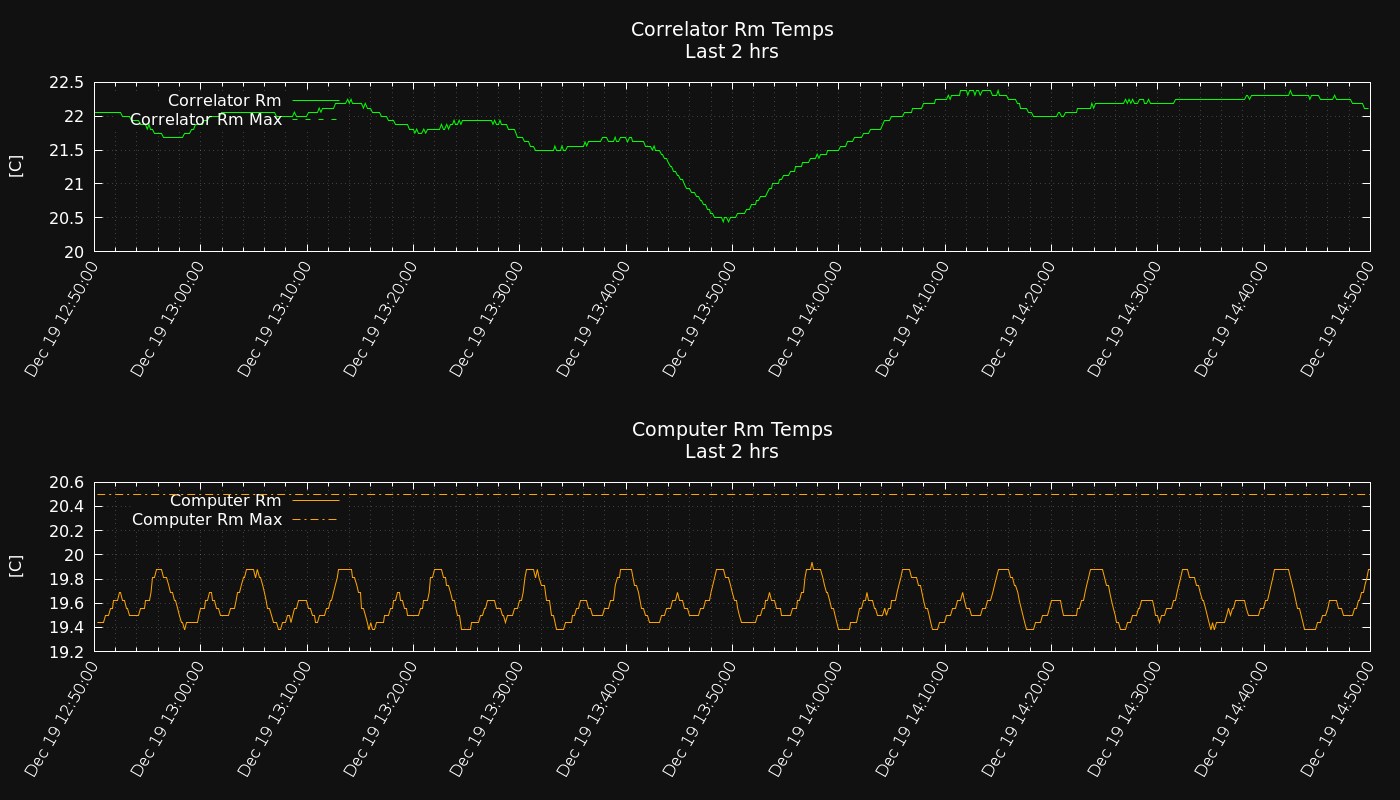 Correlator Rm Temps
Last 2 hrs
22.5
22
21.5
21
20.5
20
[C]
Correlator Rm
Correlator Rm Max
Dec 19 12:50:00
Dec 19 13:00:00
Dec 19 13:10:00
Dec 19 13:20:00
Dec 19 13:30:00
Dec 19 13:40:00
Dec 19 13:50:00
Dec 19 14:00:00
Dec 19 14:10:00
Dec 19 14:20:00
Dec 19 14:30:00
Dec 19 14:40:00
Dec 19 14:50:00
Computer Rm Temps
Last 2 hrs
20.6
20.4
20.2
20
19.8
19.6
19.4
19.2
[C]
Computer Rm
Computer Rm Max
Dec 19 12:50:00
Dec 19 13:00:00
Dec 19 13:10:00
Dec 19 13:20:00
Dec 19 13:30:00
Dec 19 13:40:00
Dec 19 13:50:00
Dec 19 14:00:00
Dec 19 14:10:00
Dec 19 14:20:00
Dec 19 14:30:00
Dec 19 14:40:00
Dec 19 14:50:00